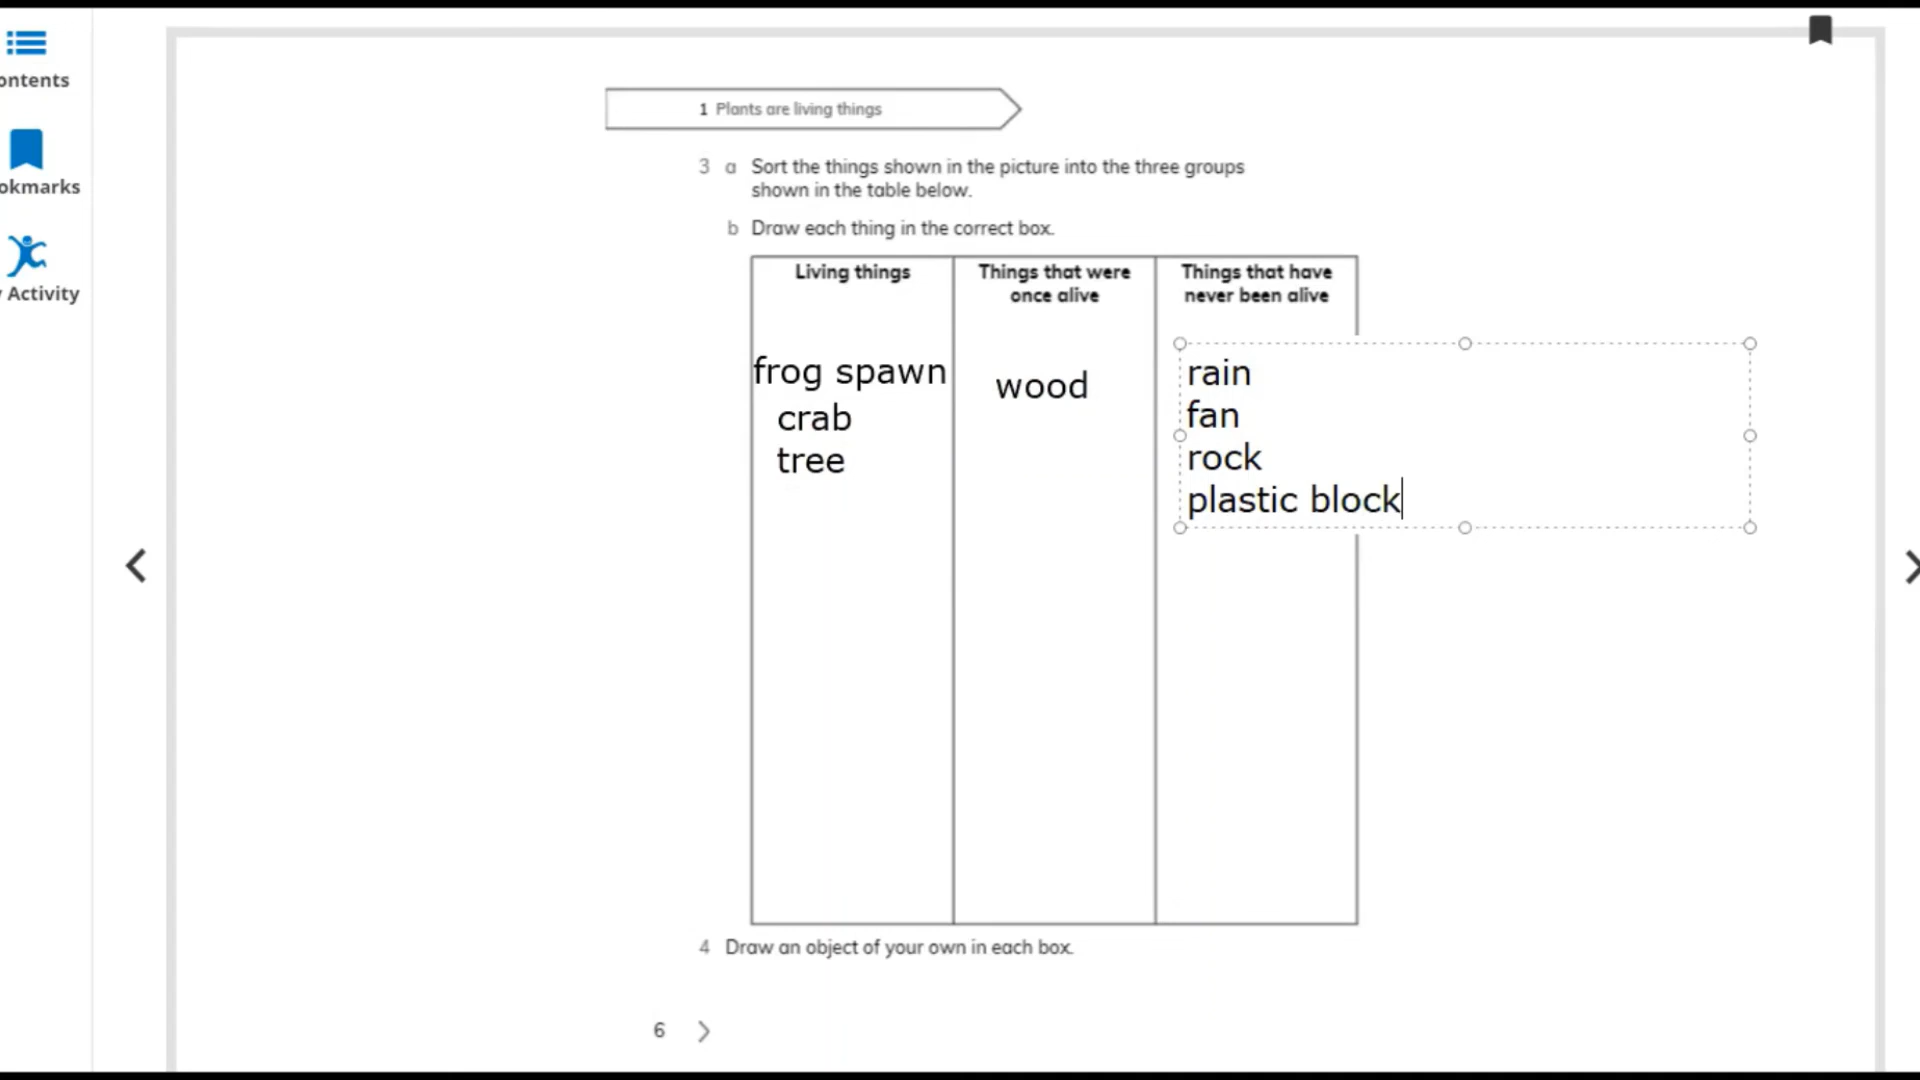 ontents
okmarks
Activity
1 Plants are living things
3 a Sort the things shown in the picture into the three groups
shown in the table below.
b Draw each thing in the correct box.
Living things
Things that were
once alive
Things that have
never been alive
frog spawn
crab
tree
wood
rain
fan
rock
plastic block
4 Draw an object of your own in each box.
6